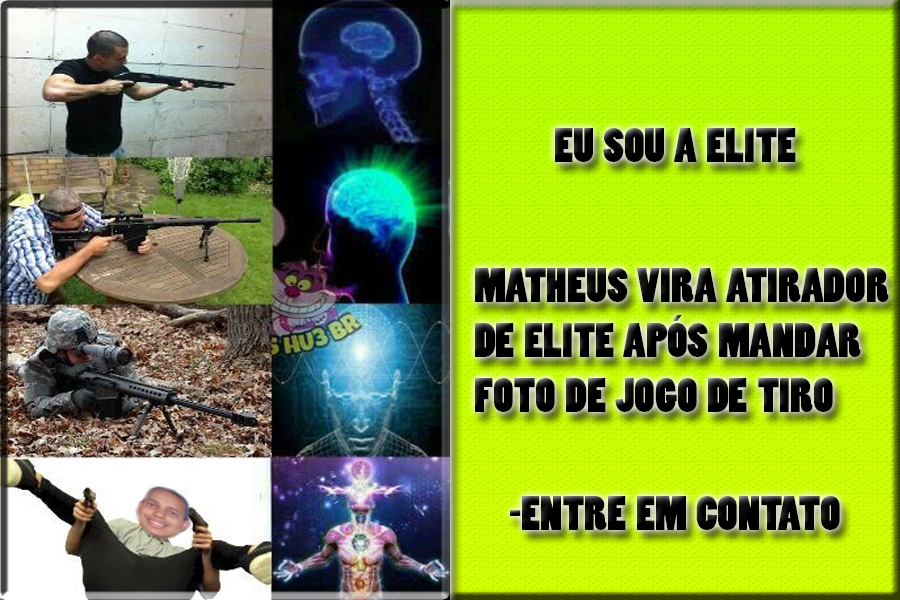 S HU3 BR
EU SOU A ELITE
MATHEUS VIRA ATIRADOR
DE ELITE APÓS MANDAR
FOTO DE JOGO DE TIRO
-ENTRE EM CONTATO